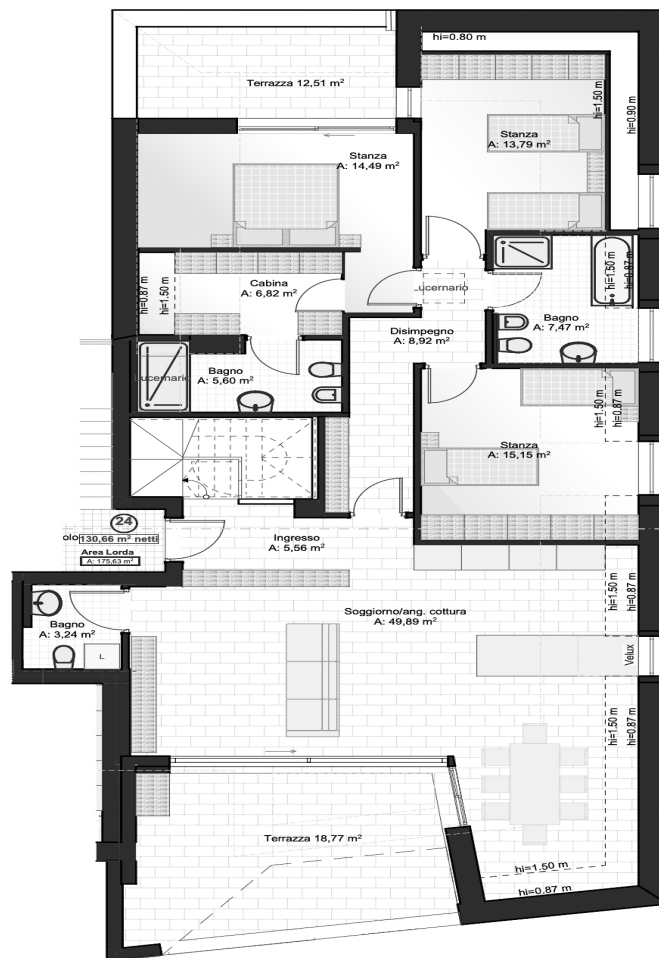 hi=0.80 m
Terrazza 12,51 m²
hi=1.50 m
hi=0.90 m
Stanza
A: 13,79 m²
Stanza
A: 14,49 m²
hi=0.87 m
hi=1.50 m
Cabina
A: 6,82 m²
Lucernario
hi=1.50 m
hi=0.87 m
Bagno
A: 7,47 m²
Disimpegno
A: 8,92 m²
Lucernario
Bagno
A: 5,60 m²
hi=1.50 m
hi=0.87 m
Stanza
A: 15,15 m²
24
olo
130,66 m² netti
Area Lorda
A: 175,63 m²
Ingresso
A: 5,56 m²
hi=1.50 m
hi=0.87 m
Bagno
A: 3,24 m²
L
Soggiorno/ang. cottura
A: 49,89 m²
Velux
hi=1.50 m
hi=0.87 m
Terrazza 18,77 m²
hi=1.50 m
hi=0.87 m